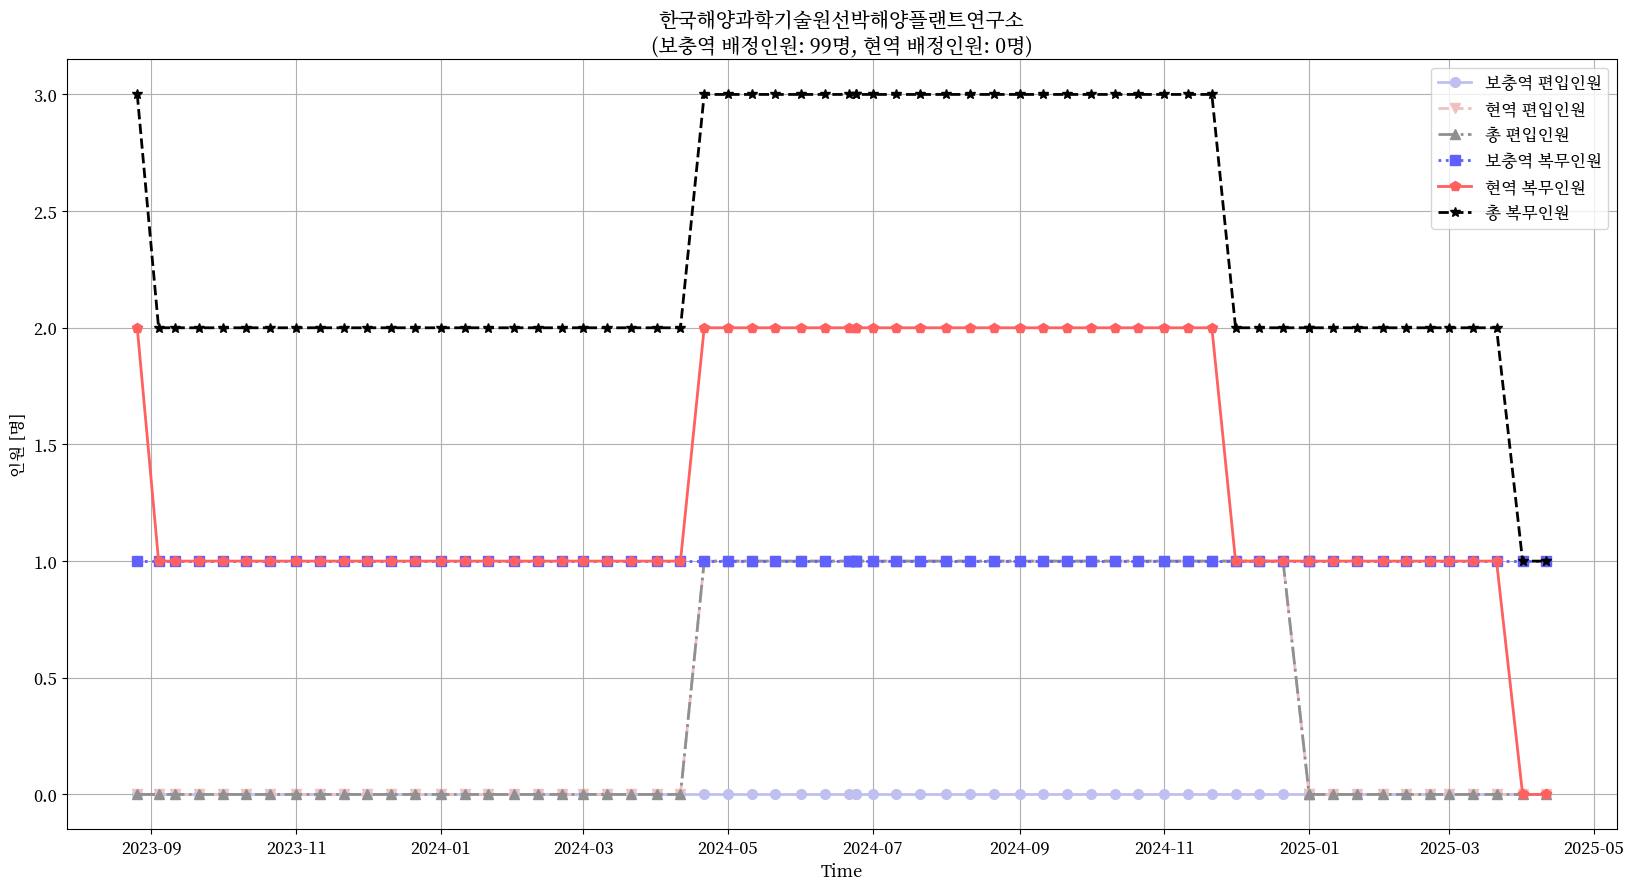 한국해양과학기술원선박해양플랜트연구소
(보충역 배정인원: 99명, 현역 배정인원: 0명)
보충역 편입인원
현역 편입인원
총 편입인원
보충역 복무인원
현역 복무인원
총 복무인원
인원 [명]
3.0
2.5
2.0
1.5
1.0
0.5
0.0
2023-09
2023-11
2024-01
2024-03
2024-05
2024-07
2024-09
2024-11
2025-01
2025-03
2025-05
Time